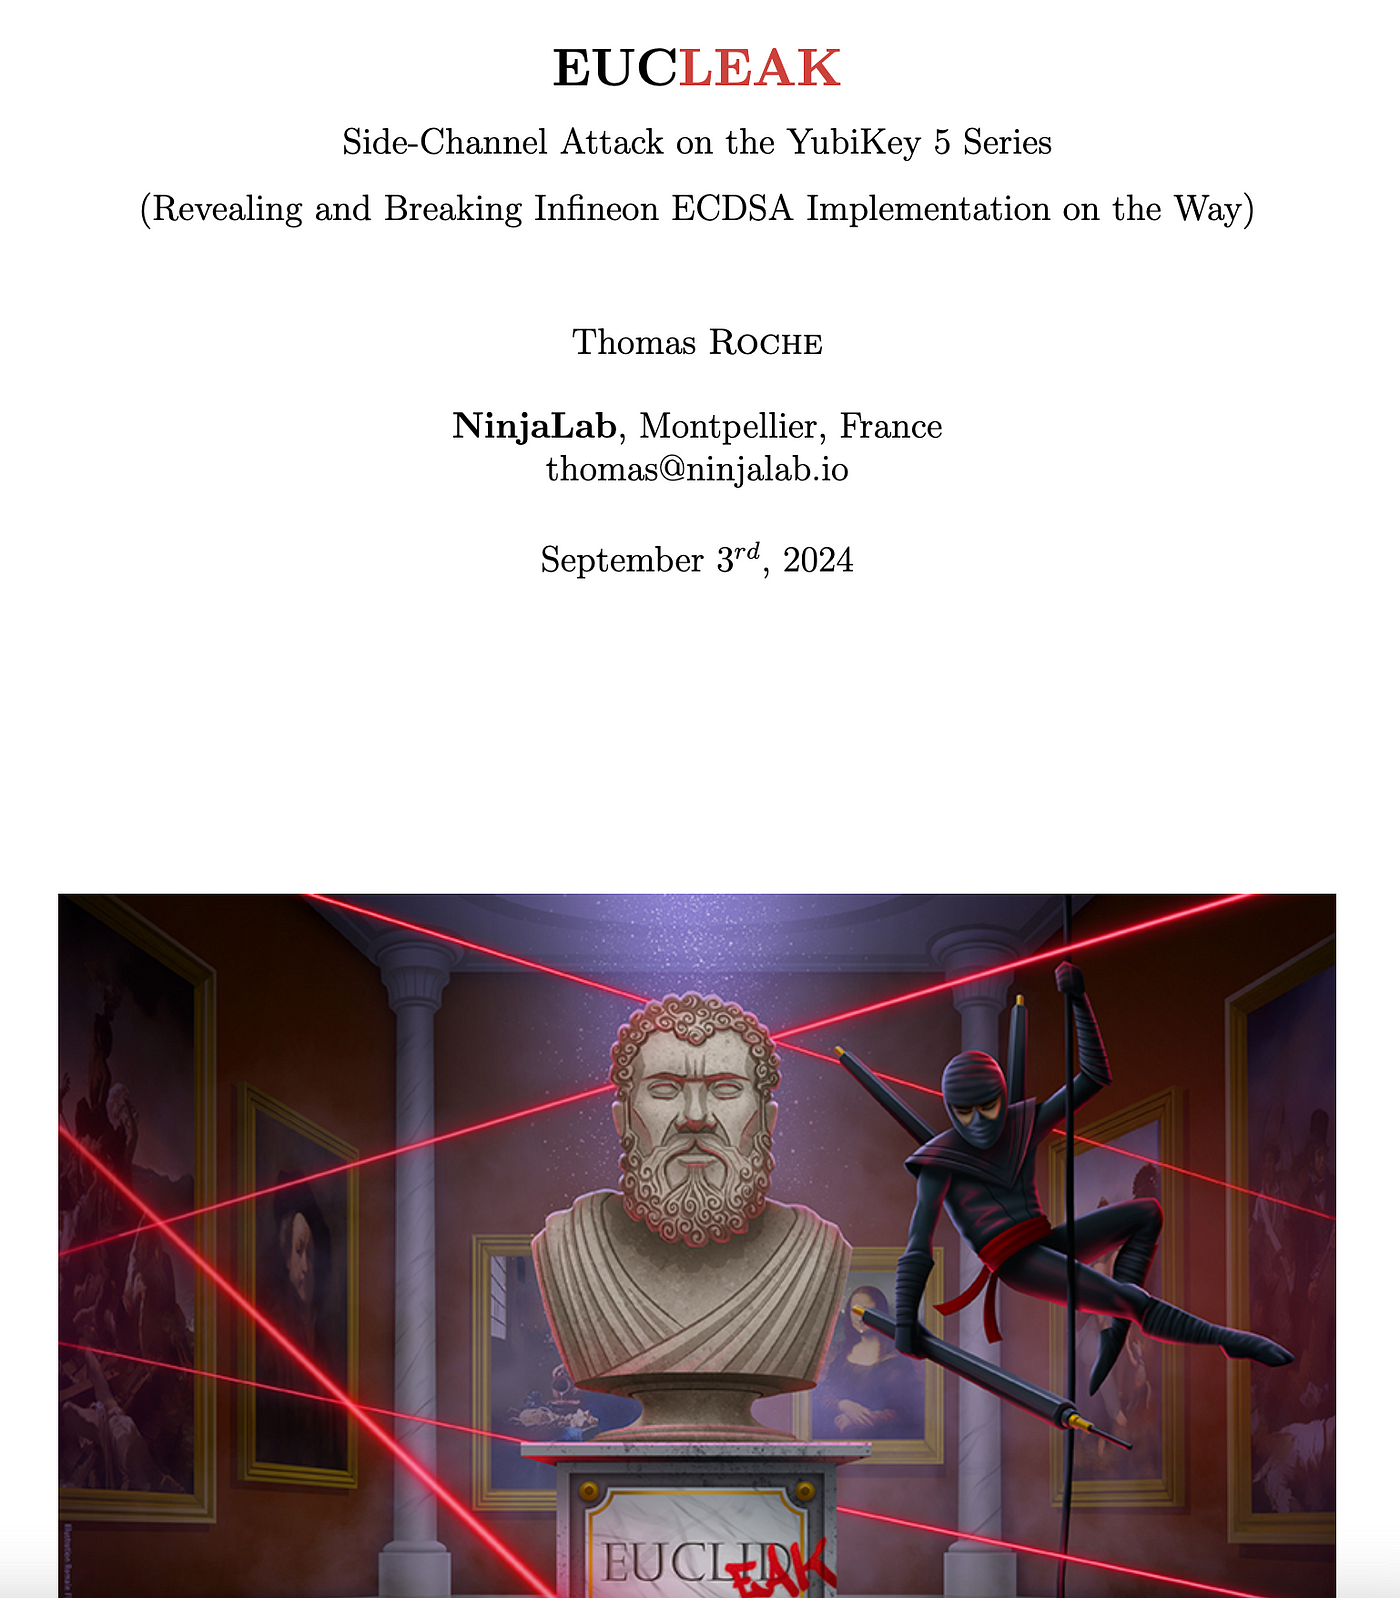 EUCLEAK
Side-Channel Attack on the YubiKey 5 Series
(Revealing and Breaking Infineon ECDSA Implementation on the Way)
Thomas ROCHE
NinjaLab, Montpellier, France
thomas@ninjalab.io
September 3rd, 2024
EUCLID
EAK